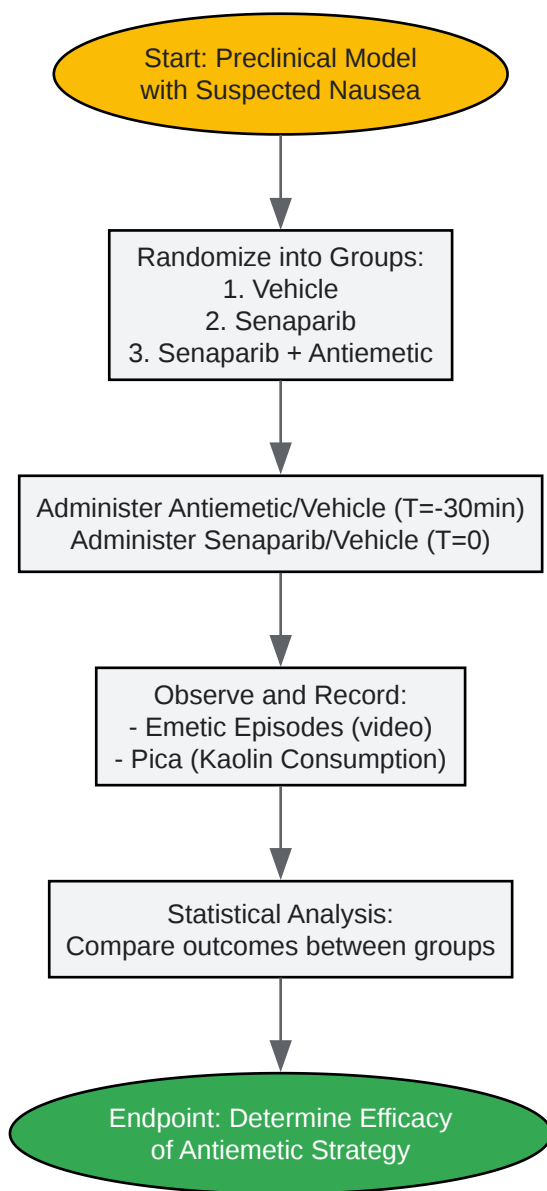 Start: Preclinical Model
with Suspected Nausea
Randomize into Groups:
1. Vehicle
2. Senaparib
3. Senaparib + Antiemetic
Administer Antiemetic/Vehicle (T=-30min)
Administer Senaparib/Vehicle (T=0)
Observe and Record:
- Emetic Episodes (video)
- Pica (Kaolin Consumption)
Statistical Analysis:
Compare outcomes between groups
Endpoint: Determine Efficacy
of Antiemetic Strategy